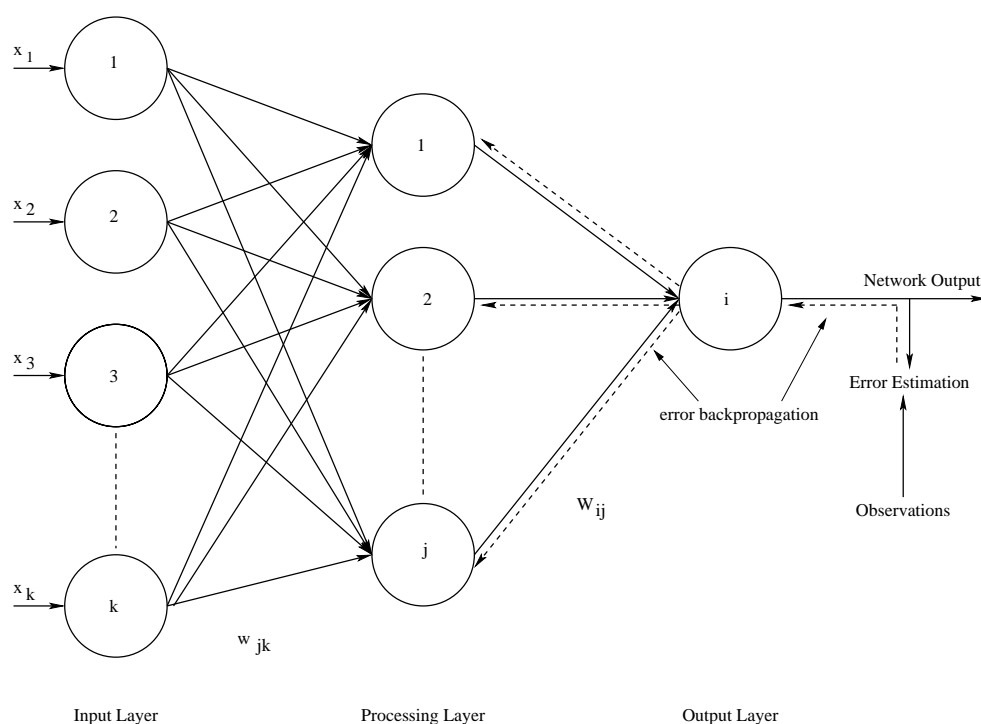 x 1
1
x 2
2
x 3
3
x k
k
w jk
1
2
j
W ij
i
error backpropagation
Network Output
Error Estimation
Observations
Input Layer
Processing Layer
Output Layer